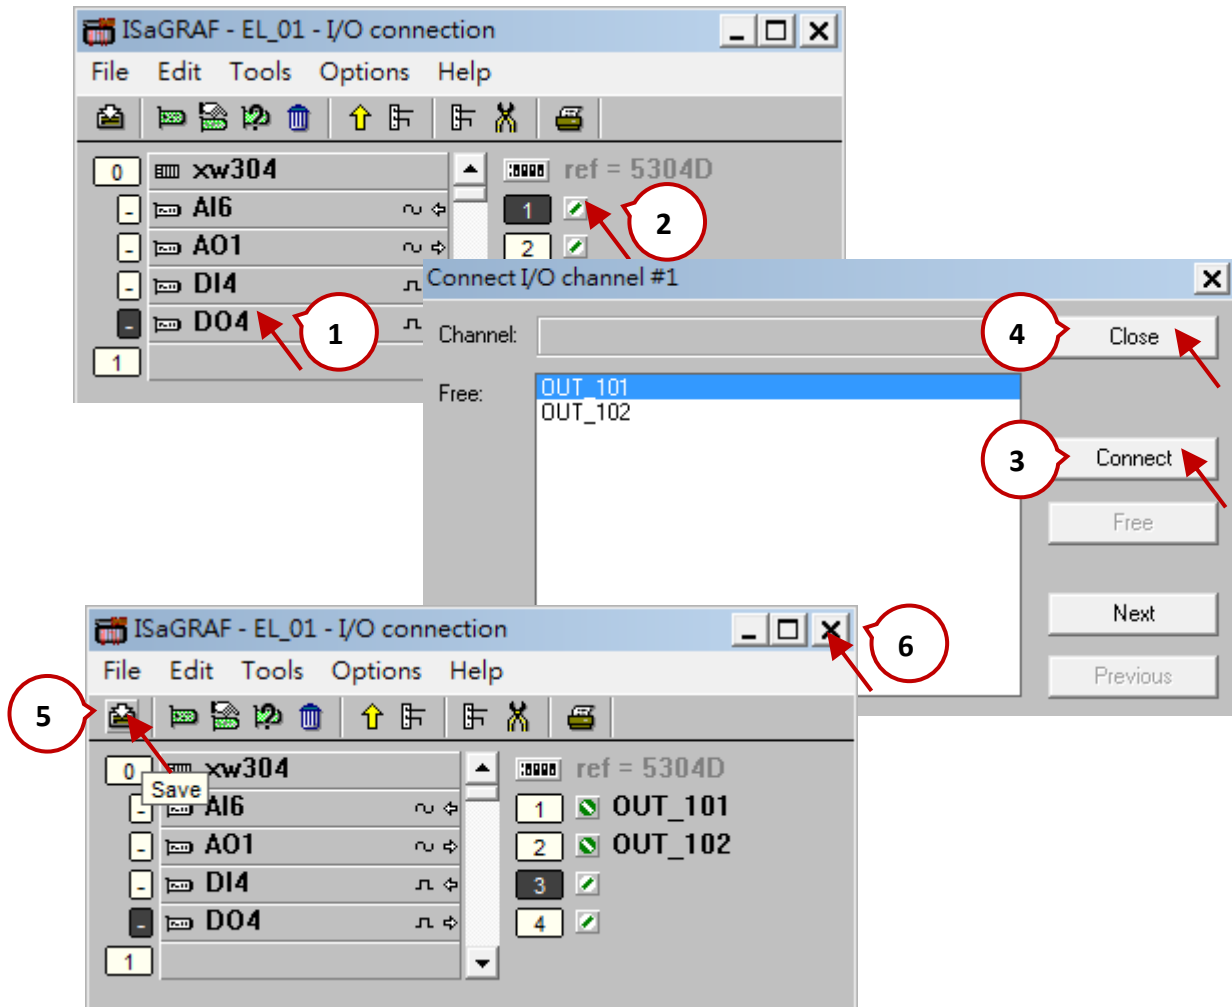 ISaGRAF - EL_01 - I/O connection
File Edit Tools Options Help
0 xw304 ref = 5304D
- AI6 1
2
- AO1 2
- DI4
- DO4
1
1
Connect I/O channel #1
Channel:
4
Close
Free:
OUT_101
OUT_102
3
Connect
Free
Next
Previous
ISaGRAF - EL_01 - I/O connection
6
File Edit Tools Options Help
5
0 xw304 ref = 5304D
Save
- AI6 1 OUT_101
- AO1 2 OUT_102
- DI4 3
- DO4 4
1